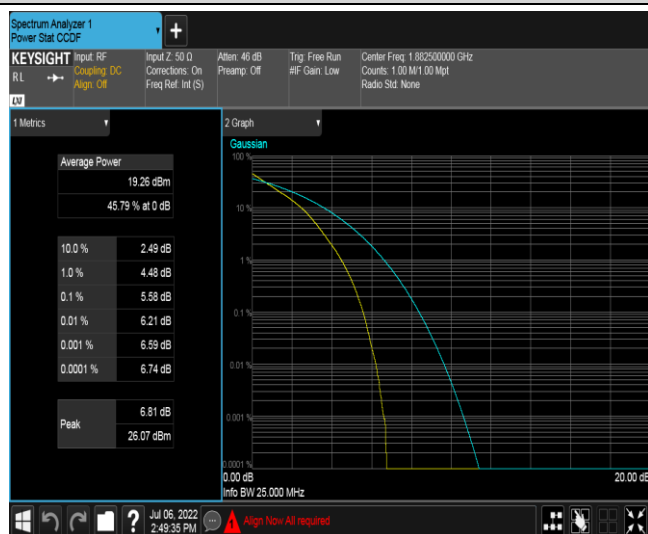 Spectrum Analyzer 1
Power Stat CCDF
+
KEYSIGHT
RL
LXI
Input: RF
Coupling: DC
Align: Off
Input Z: 50 Ω
Corrections: On
Freq Ref: Int (S)
Atten: 46 dB
Preamp: Off
Trig: Free Run
#IF Gain: Low
Center Freq: 1.882500000 GHz
Counts: 1.00 M/1.00 Mpt
Radio Std: None
1 Metrics
Average Power
19.26 dBm
45.79 % at 0 dB
10.0 % 2.49 dB
1.0 % 4.48 dB
0.1 % 5.58 dB
0.01 % 6.21 dB
0.001 % 6.59 dB
0.0001 % 6.74 dB
Peak
6.81 dB
26.07 dBm
2 Graph
Gaussian
100 %
10 %
1 %
0.1 %
0.01 %
0.001 %
0.0001 %
0.00 dB 20.00 dB
Info BW 25.000 MHz
?
Jul 06, 2022
2:49:35 PM
Align Now All required